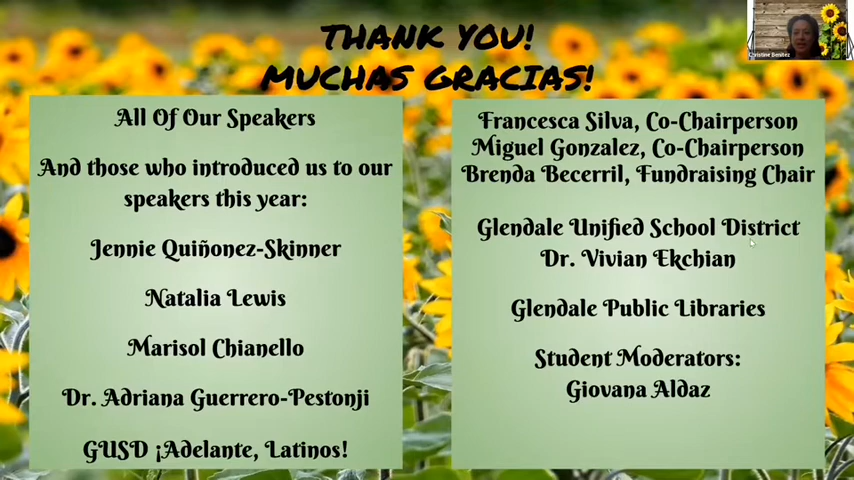 THANK YOU!
MUCHAS GRACIAS!
All Of Our Speakers
And those who introduced us to our
speakers this year:
Jennie Quiñonez-Skinner
Natalia Lewis
Marisol Chianello
Dr. Adriana Guerrero-Pestonji
GUSD ¡Adelante, Latinos!
Francesca Silva, Co-Chairperson
Miguel Gonzalez, Co-Chairperson
Brenda Becerril, Fundraising Chair
Glendale Unified School District
Dr. Vivian Ekchian
Glendale Public Libraries
Student Moderators:
Giovana Aldaz
Christine Benitez